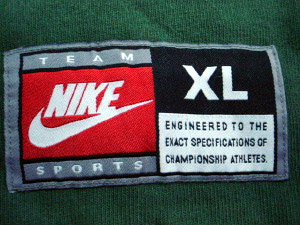 TEAM
NIKE
SPORTS
XL
ENGINEERED TO THE
EXACT SPECIFICATIONS OF
CHAMPIONSHIP ATHLETES.